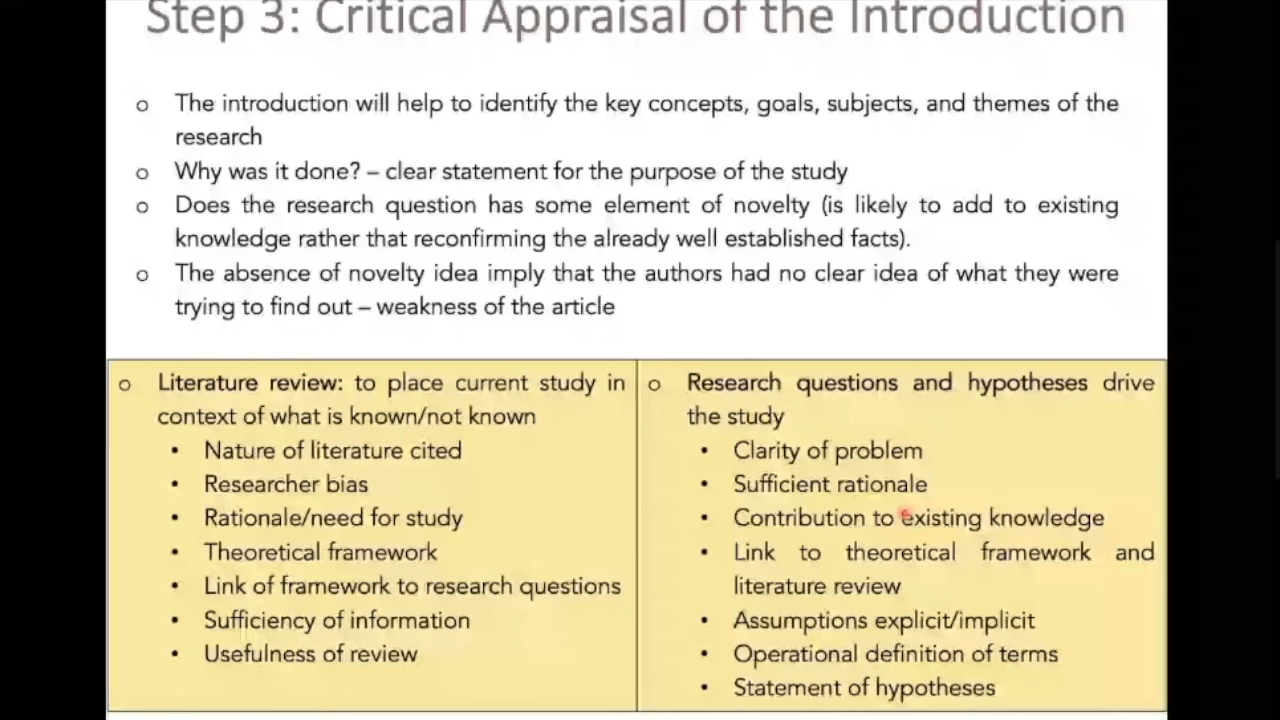 Step 3: Critical Appraisal of the Introduction
o The introduction will help to identify the key concepts, goals, subjects, and themes of the
research
o Why was it done? – clear statement for the purpose of the study
o Does the research question has some element of novelty (is likely to add to existing
knowledge rather that reconfirming the already well established facts).
o The absence of novelty idea imply that the authors had no clear idea of what they were
trying to find out – weakness of the article
o Literature review: to place current study in
context of what is known/not known
• Nature of literature cited
• Researcher bias
• Rationale/need for study
• Theoretical framework
• Link of framework to research questions
• Sufficiency of information
• Usefulness of review
o Research questions and hypotheses drive
the study
• Clarity of problem
• Sufficient rationale
• Contribution to existing knowledge
• Link to theoretical framework and
literature review
• Assumptions explicit/implicit
• Operational definition of terms
• Statement of hypotheses